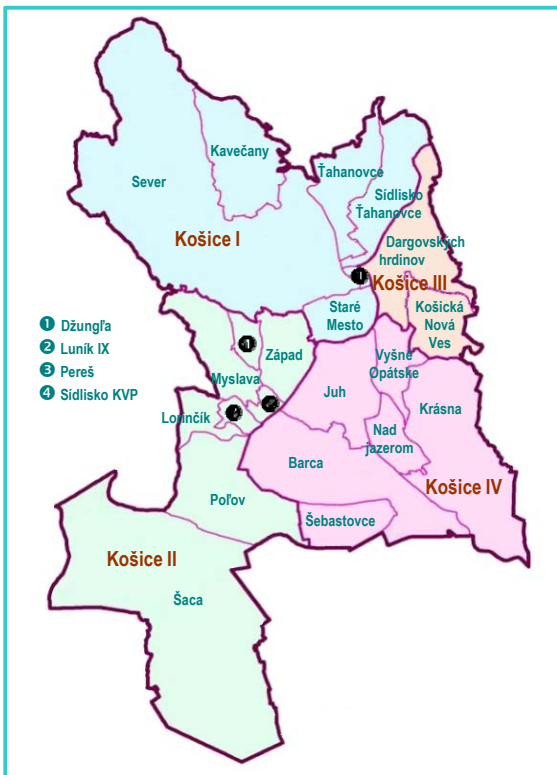 Kavečany
Ťahanovce
Sever
Sídlisko
Ťahanovce
Košice I
Dargovských
hrdinov
Košice III
Staré
Mesto
Košická
Nová
Ves
❶ Džungľa
❷ Luník IX
❸ Pereš
❹ Sídlisko KVP
Západ
Vyšné
Opátske
Myslava
Juh
Krásna
Lorinčík
Nad
jazerom
Barca
Košice IV
Poľov
Šebastovce
Košice II
Šaca